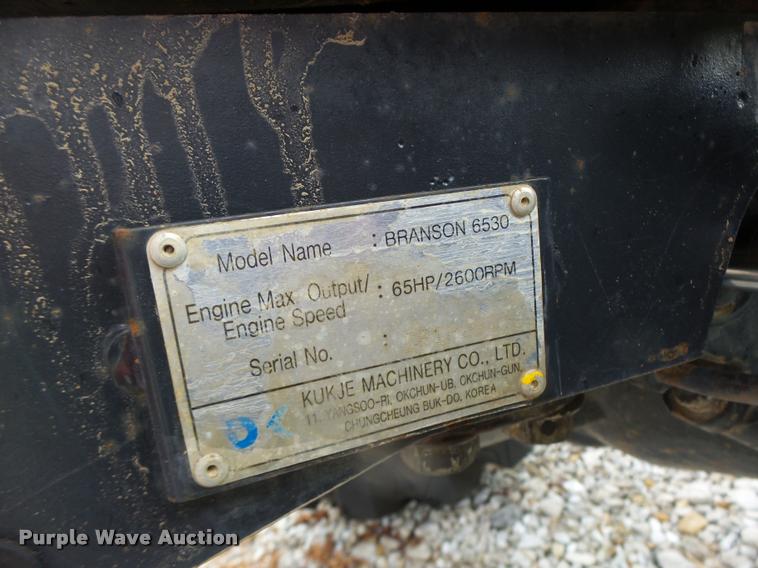 Model Name : BRANSON 6530
Engine Max. Output/ : 65HP/2600RPM
Engine Speed
Serial No. :
KUKJE MACHINERY CO., LTD.
11, YANGSOO-RI, OKCHUN-UB, OKCHUN-GUN,
CHUNGCHEUNG BUK-DO, KOREA
OK
Purple Wave Auction